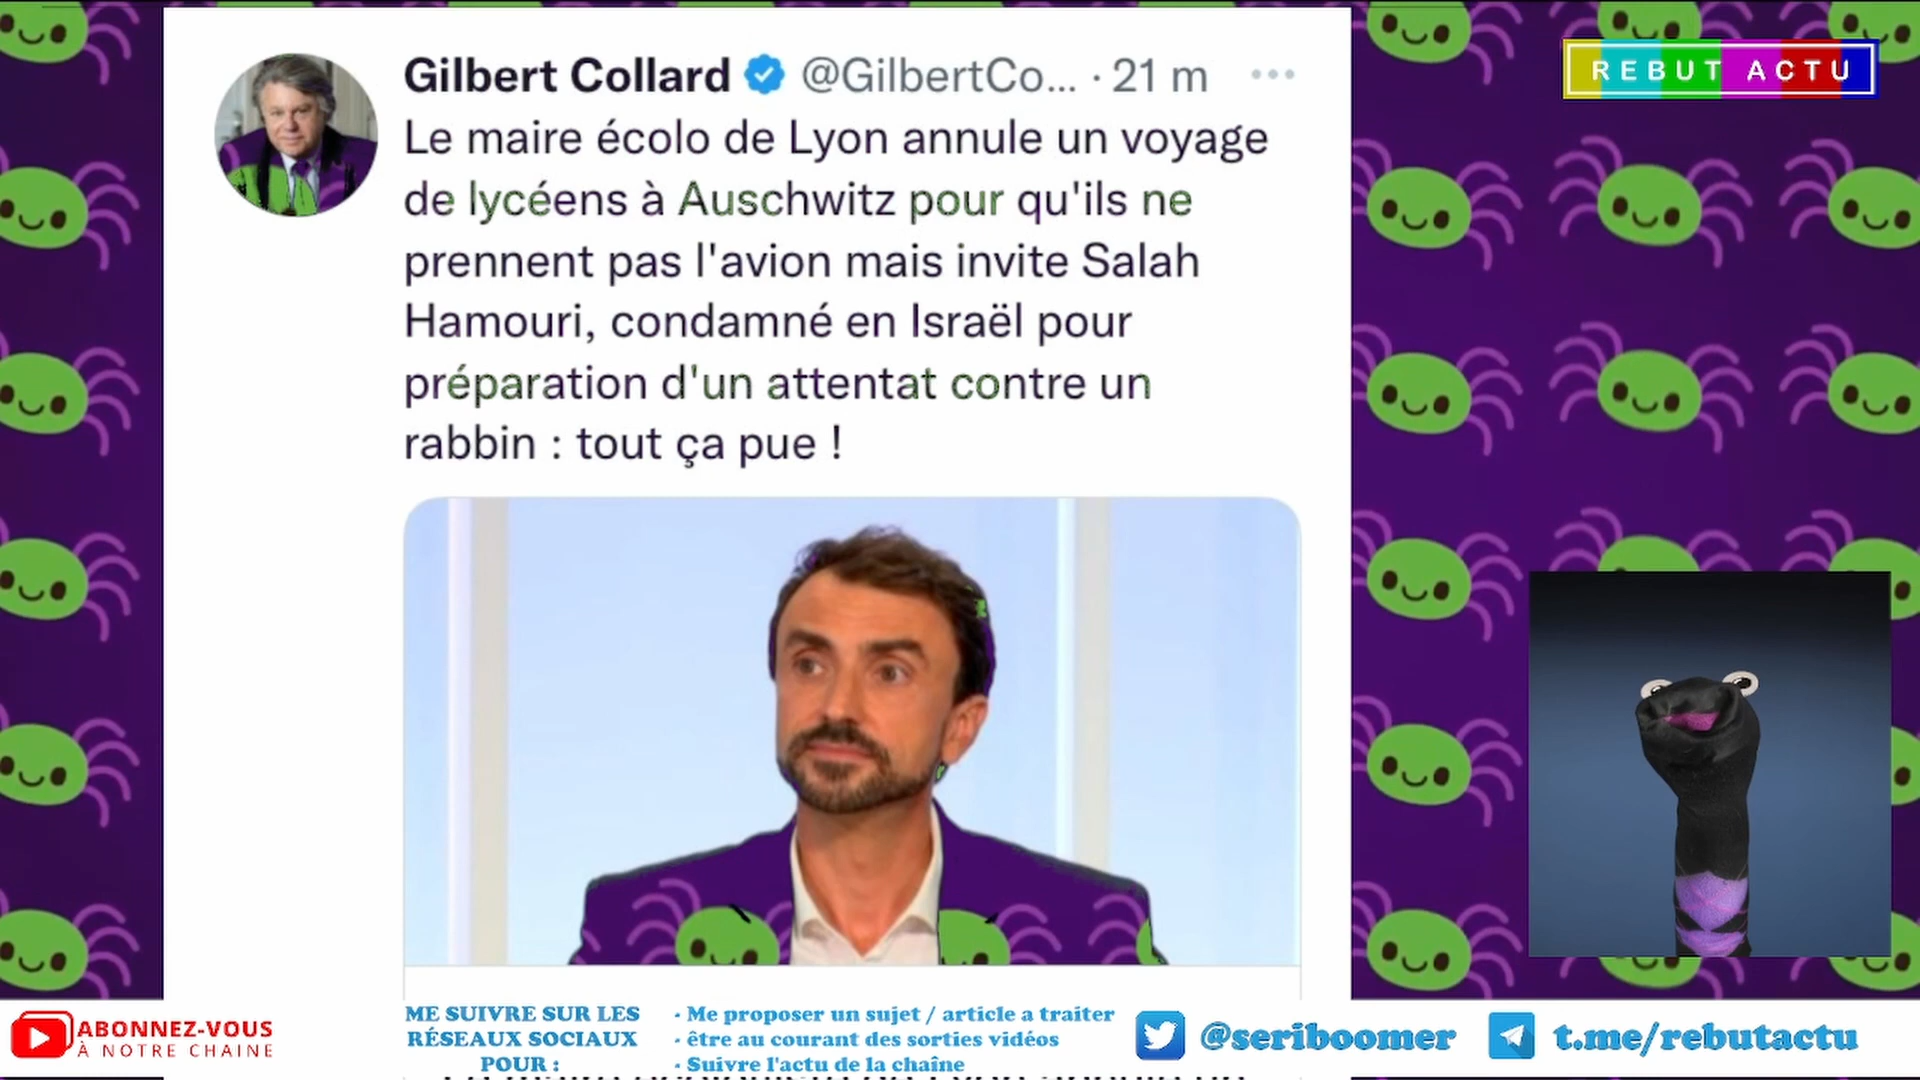 Gilbert Collard @GilbertCo... · 21 m
REBUT ACTU
Le maire écolo de Lyon annule un voyage
de lycéens à Auschwitz pour qu'ils ne
prennent pas l'avion mais invite Salah
Hamouri, condamné en Israël pour
préparation d'un attentat contre un
rabbin : tout ça pue !
ABONNEZ-VOUS
À NOTRE CHAINE
ME SUIVRE SUR LES
RÉSEAUX SOCIAUX
POUR :
- Me proposer un sujet / article a traiter
- être au courant des sorties vidéos
- Suivre l'actu de la chaîne
@seriboomer
t.me/rebutactu